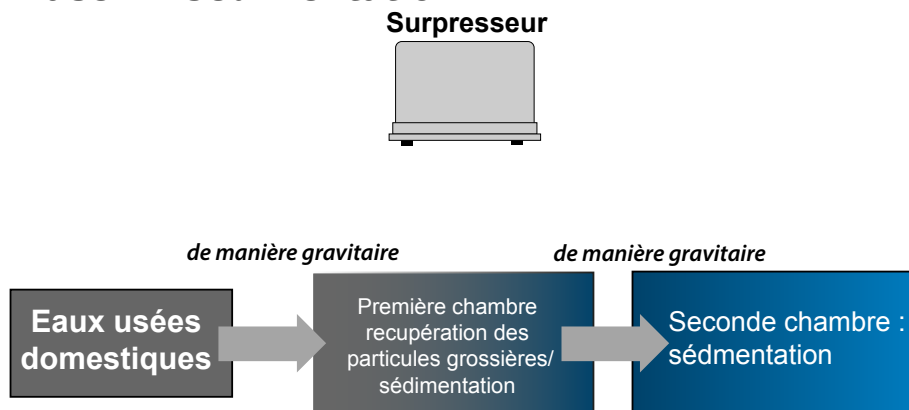 Surpresseur
de manière gravitaire
de manière gravitaire
Eaux usées
domestiques
Première chambre
recupération des
particules grossières/
sédimentation
Seconde chambre :
sédmentation